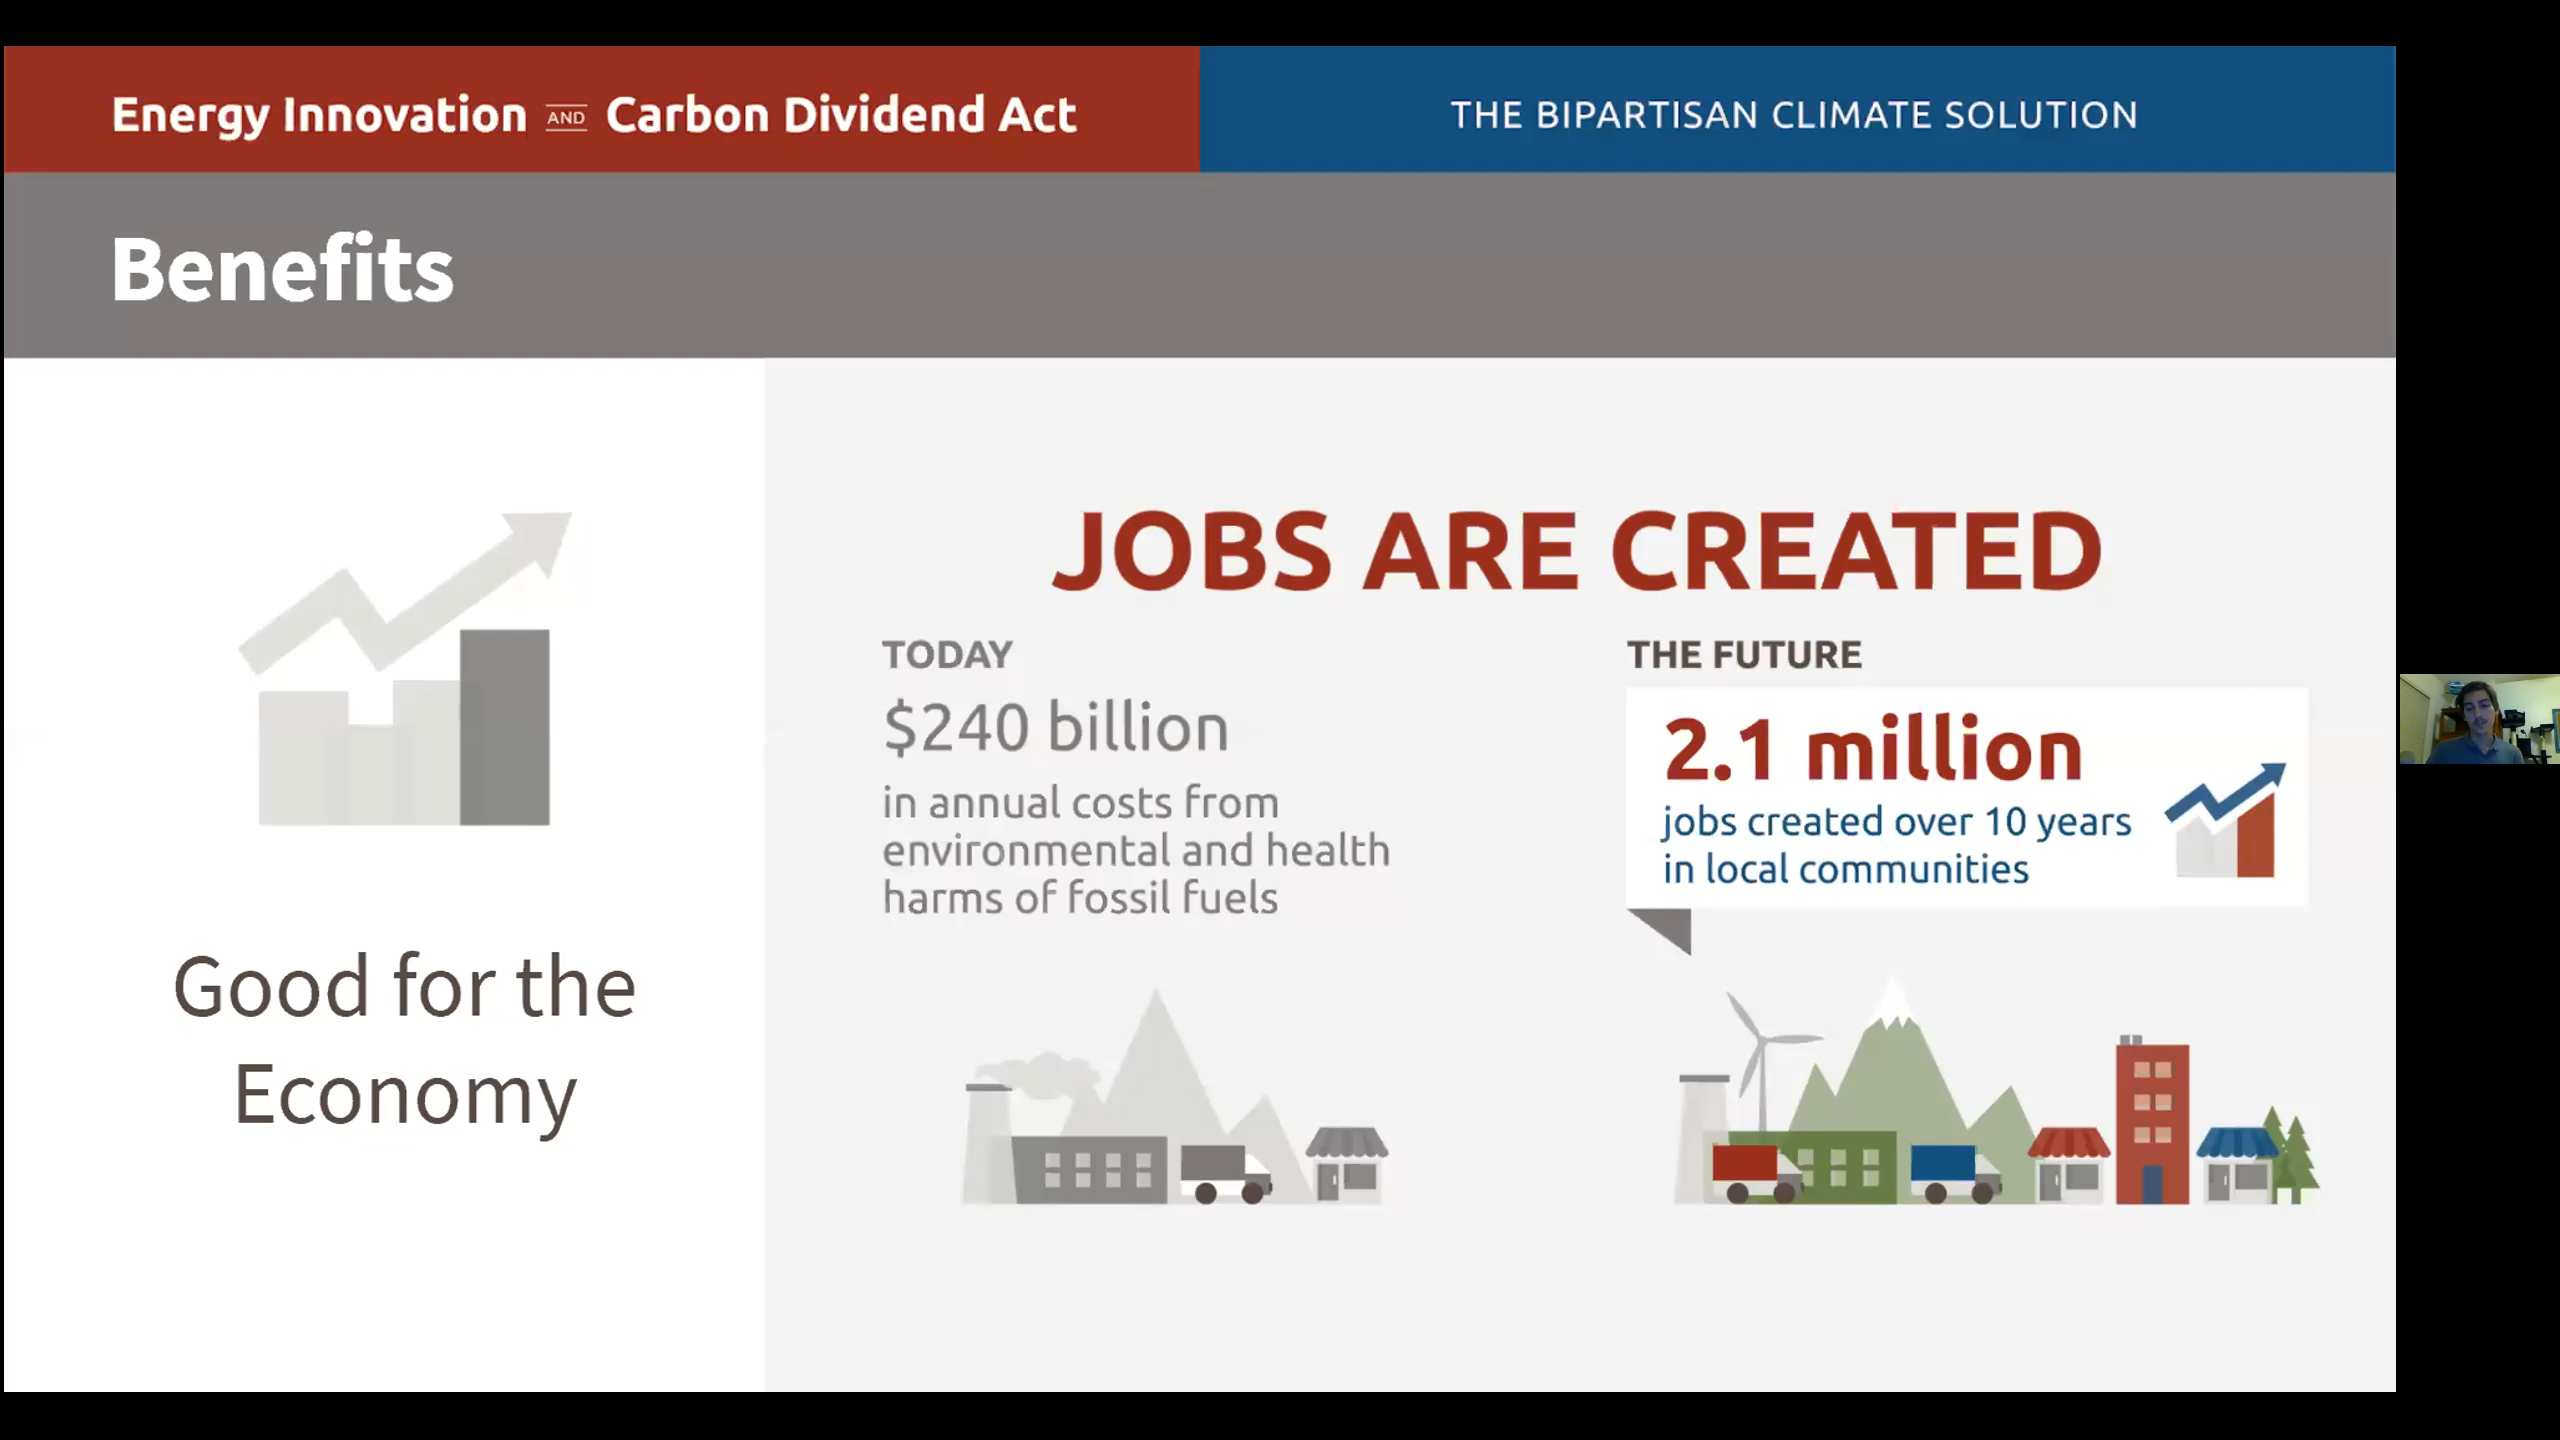 Energy Innovation AND Carbon Dividend Act
THE BIPARTISAN CLIMATE SOLUTION
Benefits
Good for the
Economy
JOBS ARE CREATED
TODAY
$240 billion
in annual costs from
environmental and health
harms of fossil fuels
THE FUTURE
2.1 million
jobs created over 10 years
in local communities